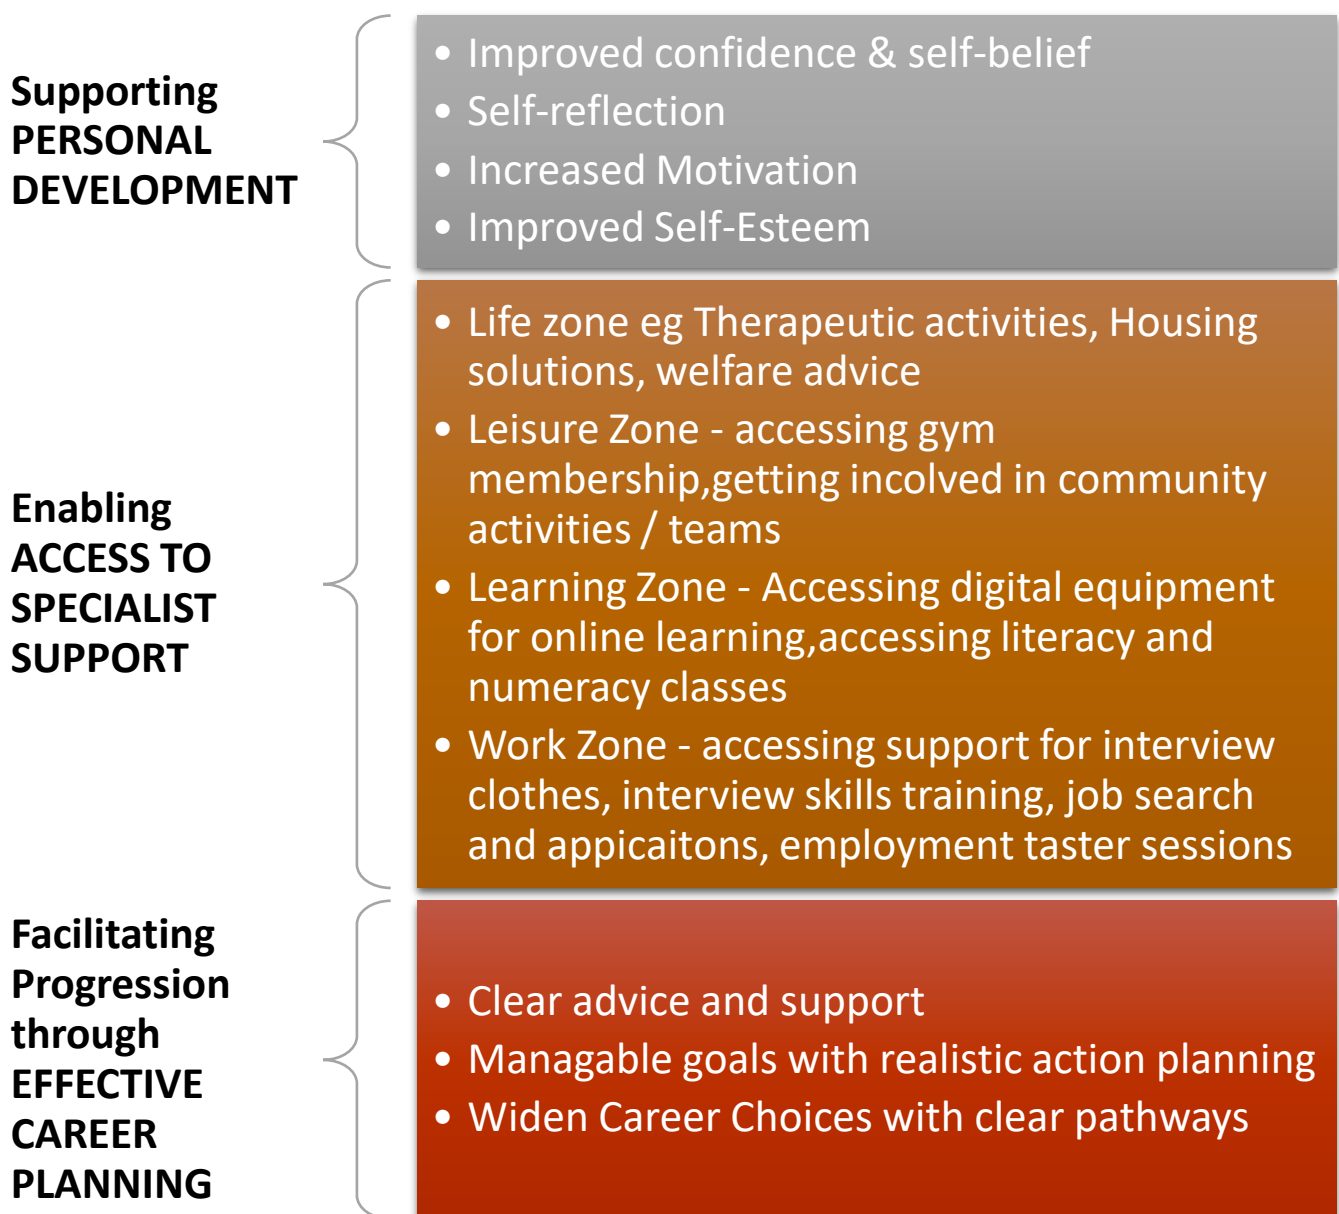 Supporting
PERSONAL
DEVELOPMENT
• Improved confidence & self-belief
• Self-reflection
• Increased Motivation
• Improved Self-Esteem
Enabling
ACCESS TO
SPECIALIST
SUPPORT
• Life zone eg Therapeutic activities, Housing
solutions, welfare advice
• Leisure Zone - accessing gym
membership,getting incolved in community
activities / teams
• Learning Zone - Accessing digital equipment
for online learning,accessing literacy and
numeracy classes
• Work Zone - accessing support for interview
clothes, interview skills training, job search
and appicaitons, employment taster sessions
Facilitating
Progression
through
EFFECTIVE
CAREER
PLANNING
• Clear advice and support
• Managable goals with realistic action planning
• Widen Career Choices with clear pathways